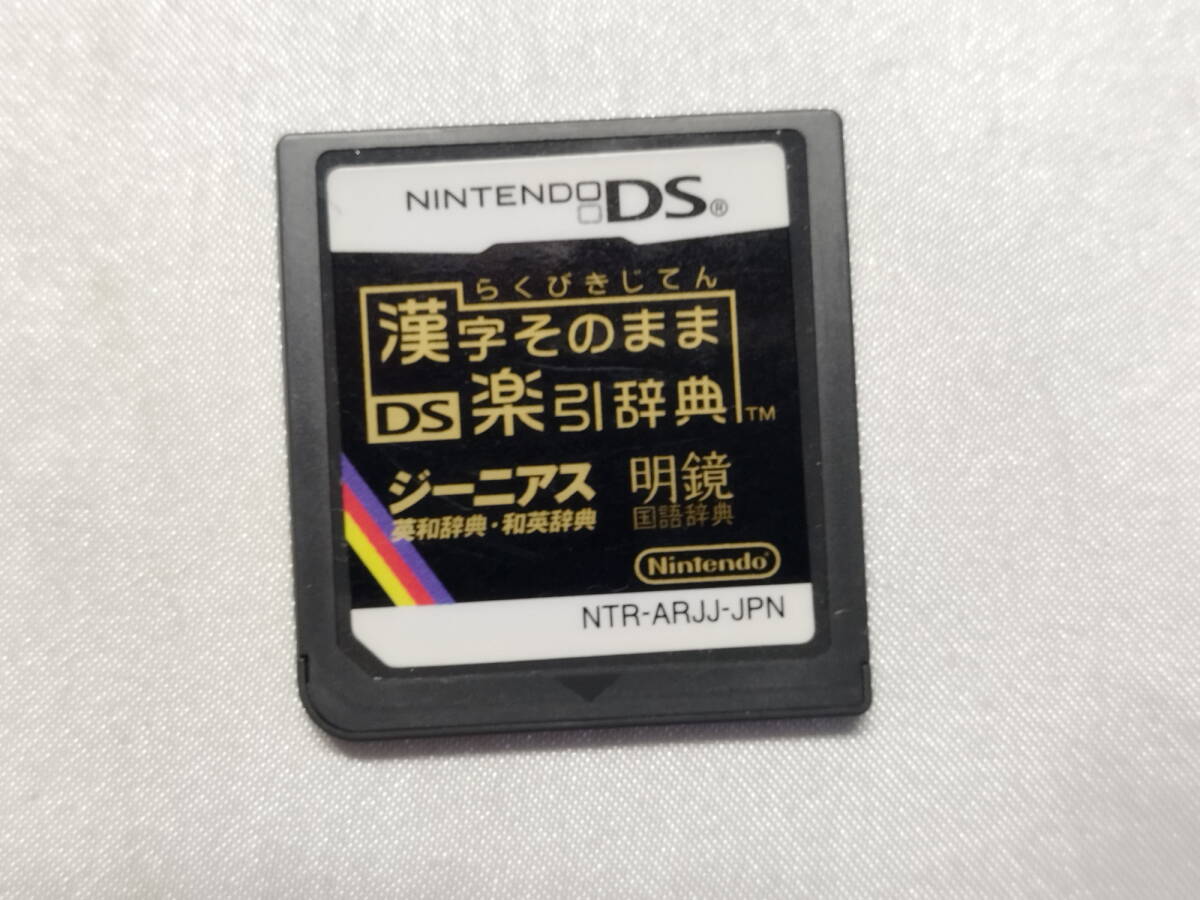 NINTENDO DS®
らくびきじてん
漢字そのまま
DS 楽引辞典™
ジーニアス 明鏡
英和辞典・和英辞典 国語辞典
Nintendo®
NTR-ARJJ-JPN